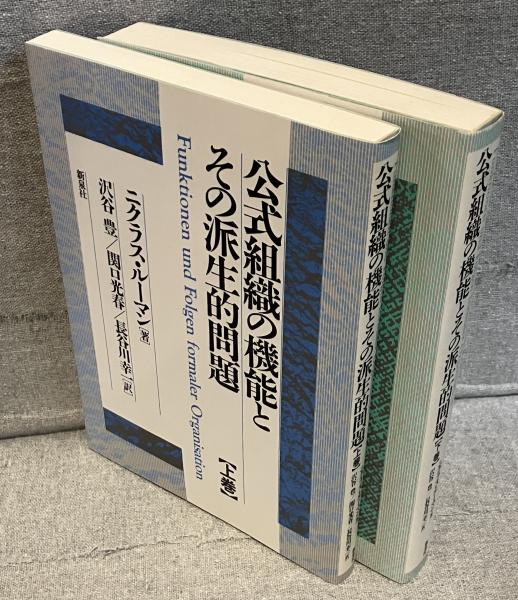 公式組織の機能と
その派生的問題
【上巻】
Funktionen und Folgen formaler Organisation
ニクラス・ルーマン[著]
沢谷 豊／関口光春／長谷川幸一[訳]
新泉社
公式組織の機能とその派生的問題
公式組織の機能とその派生的問題